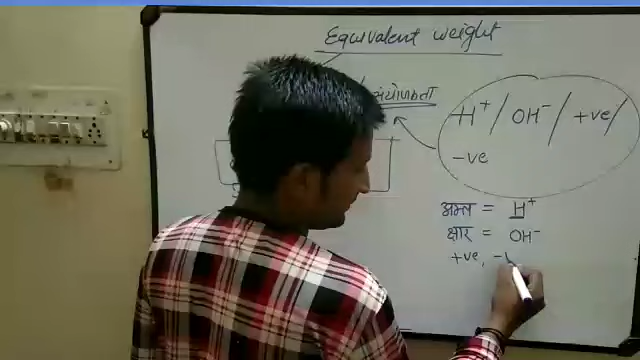 Equivalent weight
संयोजकता
H⁺/ OH⁻/ +ve/
-ve
अम्ल = H⁺
क्षार = OH⁻
+ve, -